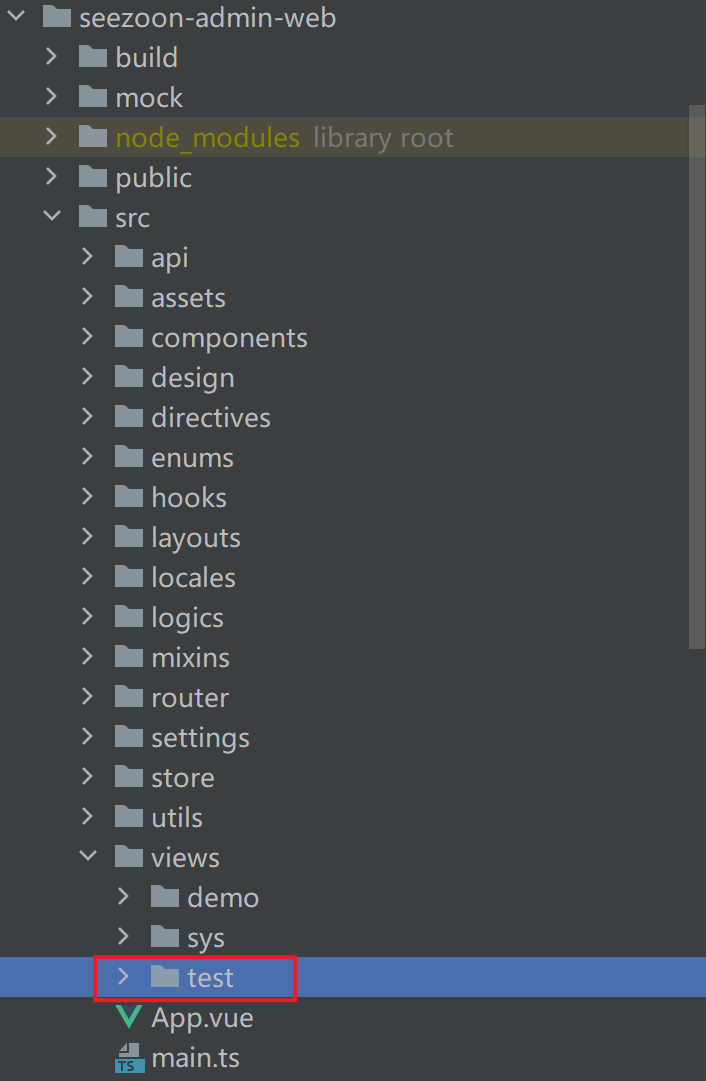 seezoon-admin-web
build
mock
node_modules library root
public
src
api
assets
components
design
directives
enums
hooks
layouts
locales
logics
mixins
router
settings
store
utils
views
demo
sys
test
App.vue
TS main.ts